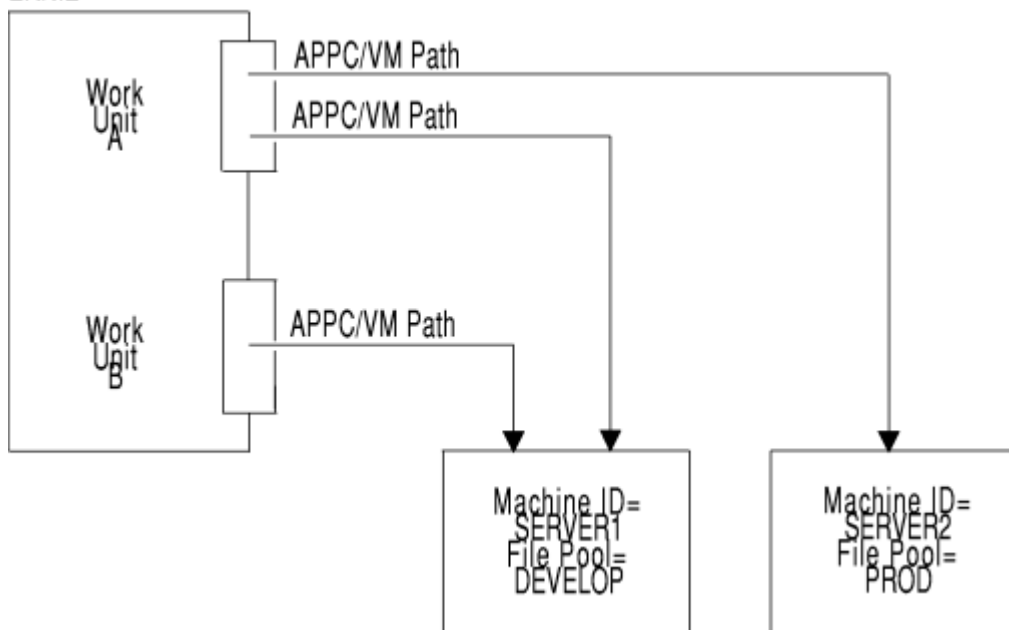 APPC/VM Path
Work
Unit
A
APPC/VM Path
Work
Unit
B
APPC/VM Path
Machine ID=
SERVER1
File Pool=
DEVELOP
Machine ID=
SERVER2
File Pool=
PROD